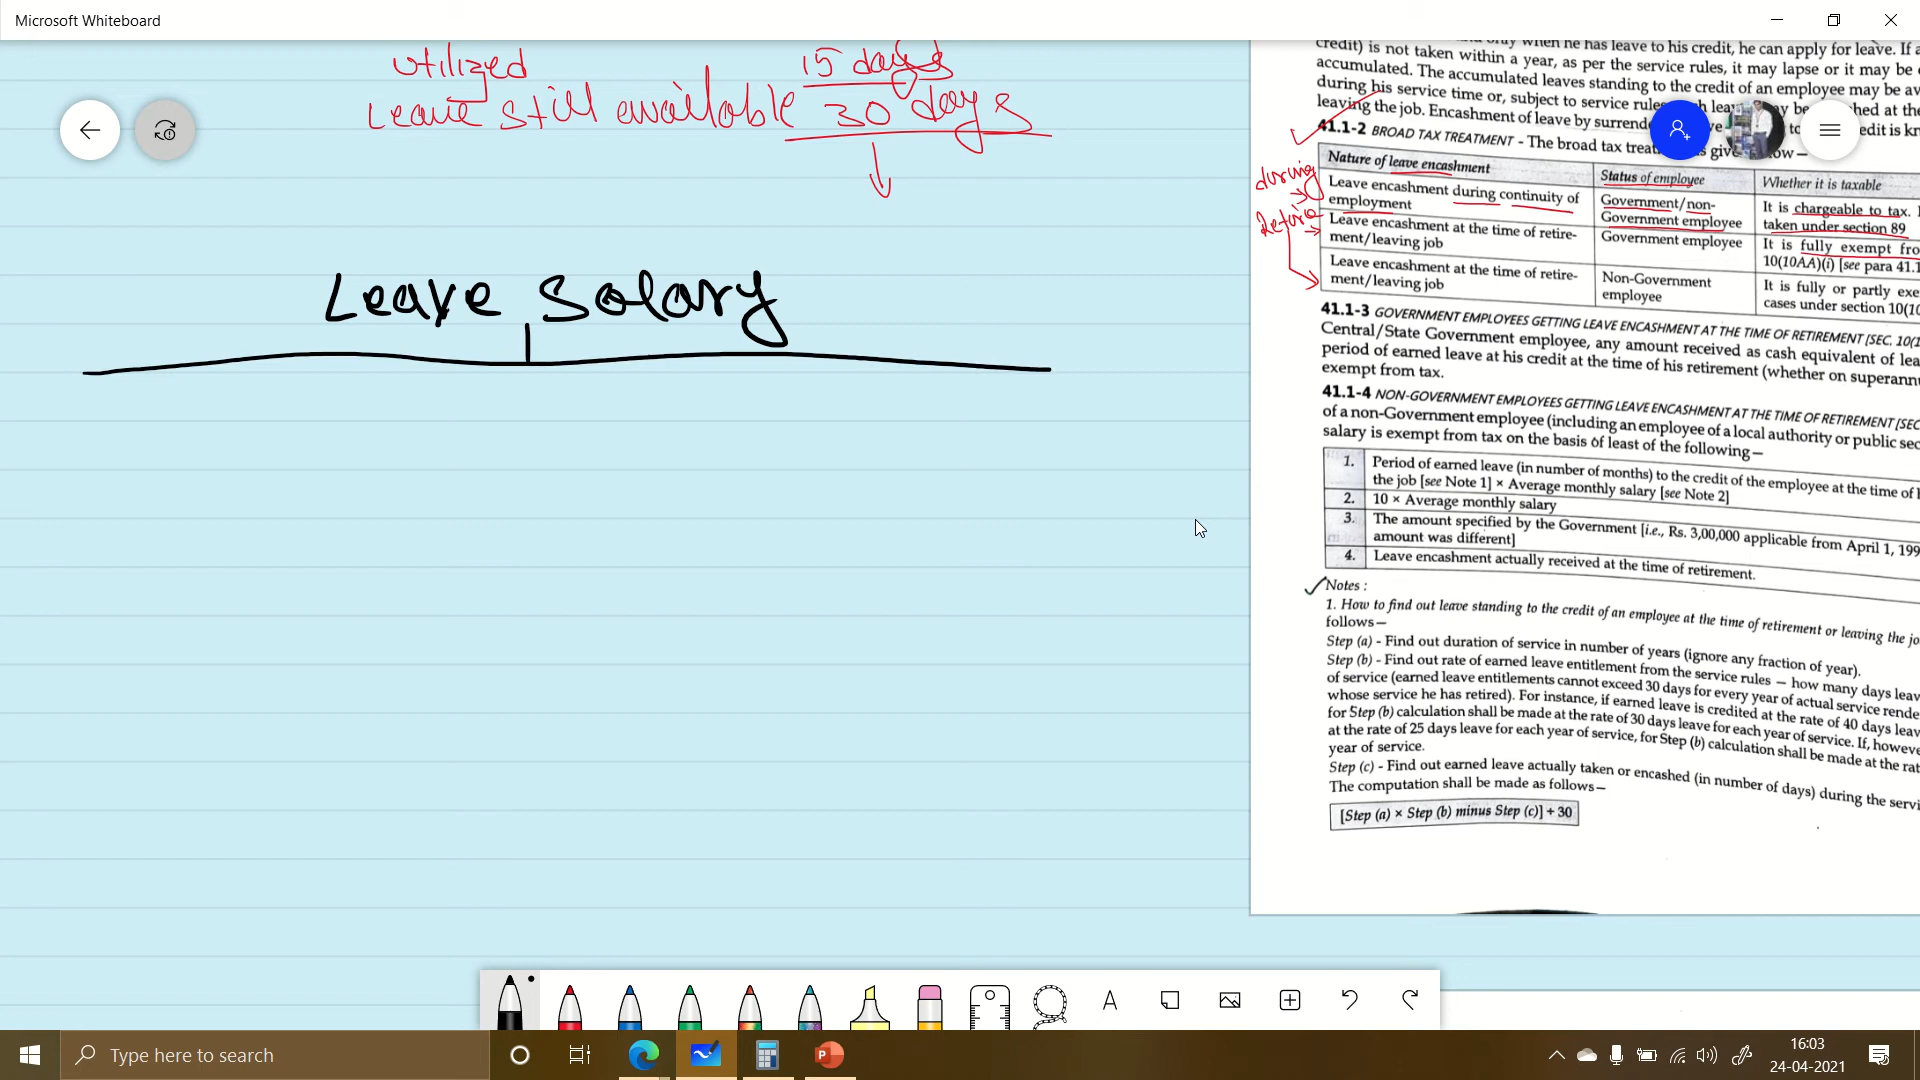 Microsoft Whiteboard
utilized 15 days
Leave still available 30 days
Leave Salary
during
Retire
credit) is not taken within a year, as per the service rules, it may lapse or it may be
accumulated. The accumulated leaves standing to the credit of an employee may be av
during his service time or, subject to service rules
leaving the job. Encashment of leave by surrend
41.1-2 BROAD TAX TREATMENT - The broad tax
Nature of leave encashment Status of employee Whether it is taxable
Leave encashment during continuity of employment Government/non-Government employee It is chargeable to tax. taken under section 89
Leave encashment at the time of retire-ment/leaving job Government employee It is fully exempt fro 10(10AA)(i) [see para 41.1
Leave encashment at the time of retire-ment/leaving job Non-Government employee It is fully or partly exe cases under section 10(10
41.1-3 GOVERNMENT EMPLOYEES GETTING LEAVE ENCASHMENT AT THE TIME OF RETIREMENT [SEC. 10(1
Central/State Government employee, any amount received as cash equivalent of lea
period of earned leave at his credit at the time of his retirement (whether on superannu
exempt from tax.
41.1-4 NON-GOVERNMENT EMPLOYEES GETTING LEAVE ENCASHMENT AT THE TIME OF RETIREMENT [SEC
of a non-Government employee (including an employee of a local authority or public sec
salary is exempt from tax on the basis of least of the following—
1. Period of earned leave (in number of months) to the credit of the employee at the time of h
the job [see Note 1] × Average monthly salary [see Note 2]
2. 10 × Average monthly salary
3. The amount specified by the Government [i.e., Rs. 3,00,000 applicable from April 1, 199
amount was different]
4. Leave encashment actually received at the time of retirement.
Notes :
1. How to find out leave standing to the credit of an employee at the time of retirement or leaving the jo
follows—
Step (a) - Find out duration of service in number of years (ignore any fraction of year).
Step (b) - Find out rate of earned leave entitlement from the service rules — how many days leav
of service (earned leave entitlements cannot exceed 30 days for every year of actual service rende
whose service he has retired). For instance, if earned leave is credited at the rate of 40 days leav
for Step (b) calculation shall be made at the rate of 30 days leave for each year of service. If, howeve
at the rate of 25 days leave for each year of service, for Step (b) calculation shall be made at the rat
year of service.
Step (c) - Find out earned leave actually taken or encashed (in number of days) during the servi
The computation shall be made as follows—
[Step (a) × Step (b) minus Step (c)] ÷ 30
A
Type here to search
16:03
24-04-2021